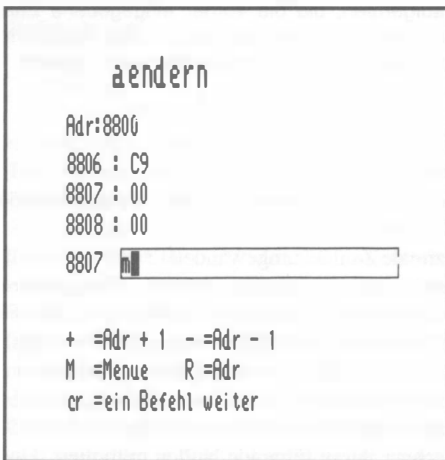 aendern
Adr:8800
8806 : C9
8807 : 00
8808 : 00
8807 m
+ =Adr + 1 - =Adr - 1
M =Menue R =Adr
cr =ein Befehl weiter